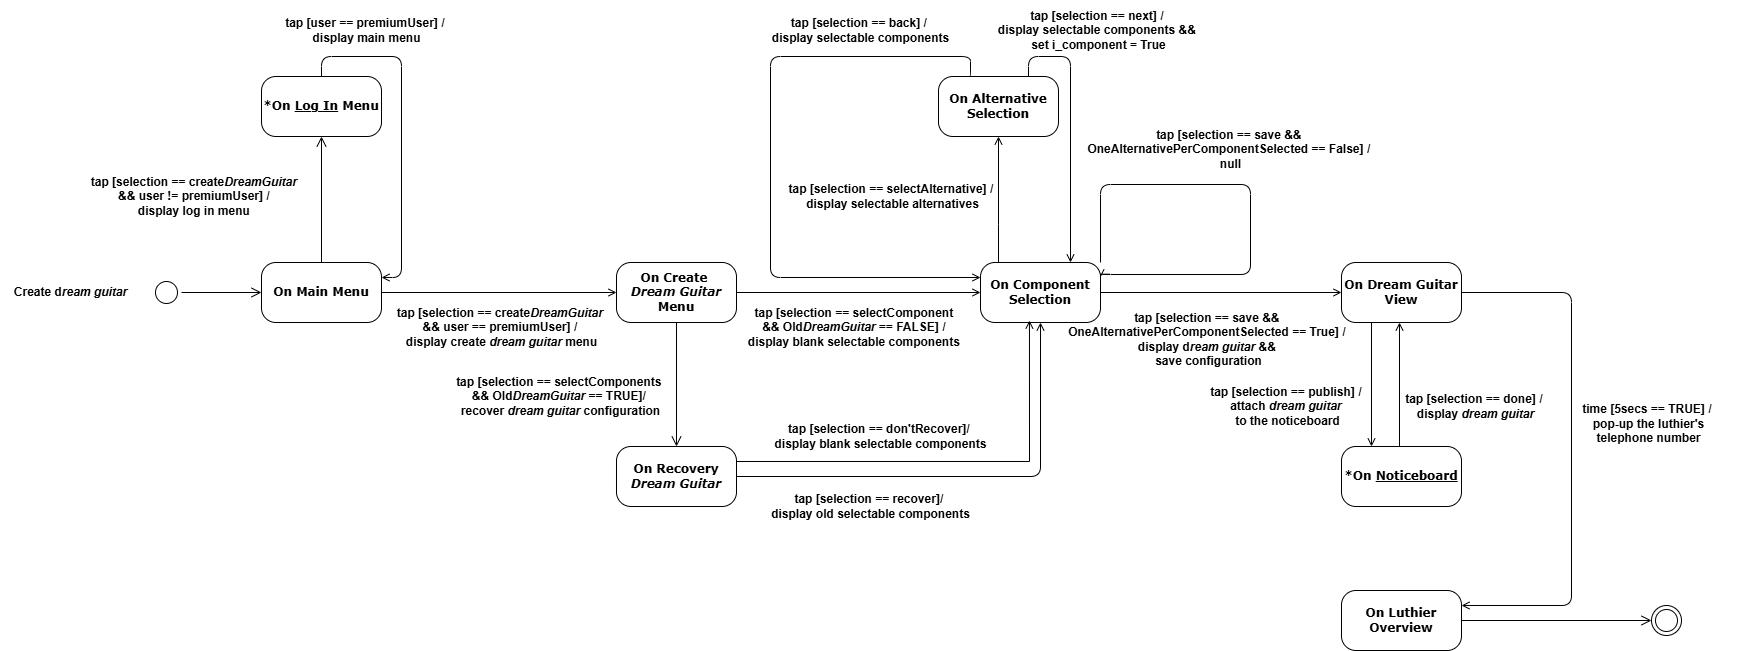 tap [user == premiumUser] /
display main menu
tap [selection == back] /
display selectable components
tap [selection == next] /
display selectable components &&
set i_component = True
*On Log In Menu
On Alternative
Selection
tap [selection == save &&
OneAlternativePerComponentSelected == False] /
null
tap [selection == createDreamGuitar
&& user != premiumUser] /
display log in menu
tap [selection == selectAlternative] /
display selectable alternatives
Create dream guitar
On Main Menu
On Create
Dream Guitar
Menu
On Component
Selection
On Dream Guitar
View
tap [selection == createDreamGuitar
&& user == premiumUser] /
display create dream guitar menu
tap [selection == selectComponent
&& OldDreamGuitar == FALSE] /
display blank selectable components
tap [selection == save &&
OneAlternativePerComponentSelected == True] /
display dream guitar &&
save configuration
tap [selection == selectComponents
&& OldDreamGuitar == TRUE]/
recover dream guitar configuration
tap [selection == publish] /
attach dream guitar
to the noticeboard
tap [selection == done] /
display dream guitar
time [5secs == TRUE] /
pop-up the luthier's
telephone number
tap [selection == don'tRecover]/
display blank selectable components
On Recovery
Dream Guitar
*On Noticeboard
tap [selection == recover]/
display old selectable components
On Luthier
Overview